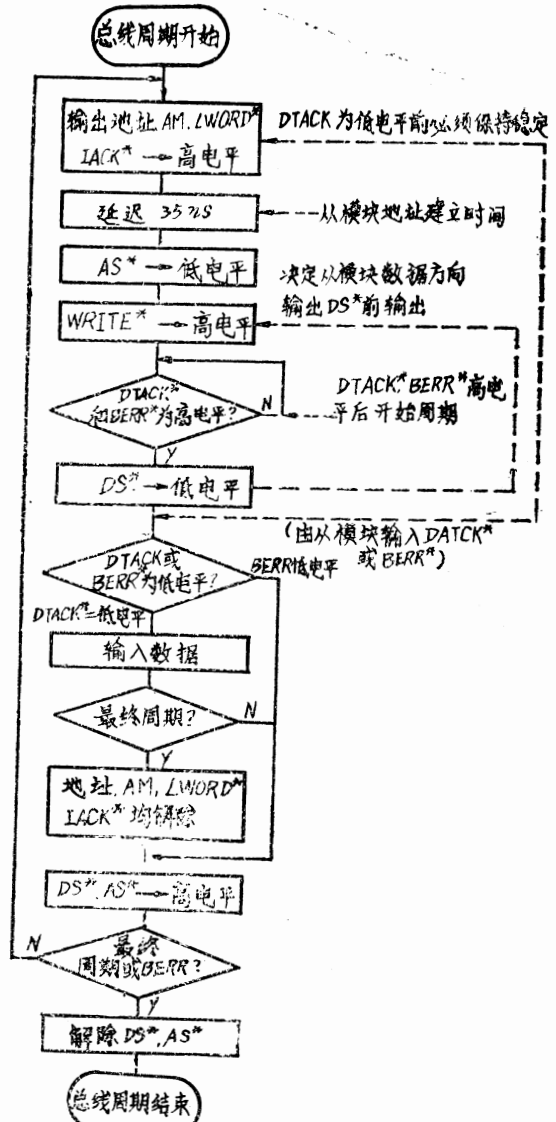 总线周期开始
输出地址AM, LWORD*
IACK* → 高电平
DTACK为低电平前必须保持稳定
延迟 35ns
从模块地址建立时间
AS* → 低电平
决定从模块数据方向
输出DS*前输出
WRITE* → 高电平
DTACK*
和BERR*为高电平?
N
DTACK*, BERR*高电
平后开始周期
Y
DS* → 低电平
(由从模块输入DATCK*
或BERR*)
DTACK或
BERR*为低电平?
BERR低电平
DTACK*=低电平
输入数据
最终周期?
N
Y
地址, AM, LWORD*
IACK*均解除
DS*, AS* → 高电平
N
最终
周期或BERR?
Y
解除DS*, AS*
总线周期结束